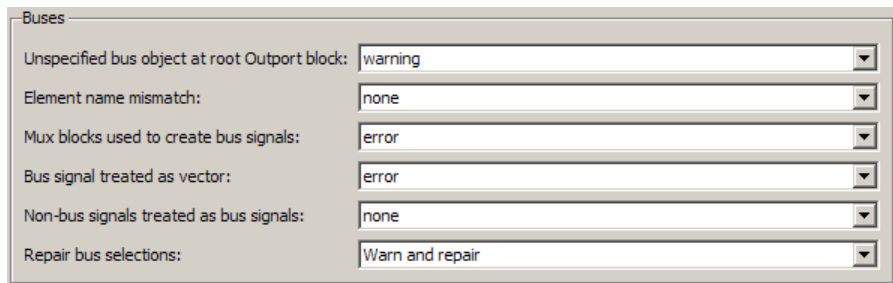 Buses
Unspecified bus object at root Outport block: warning
Element name mismatch: none
Mux blocks used to create bus signals: error
Bus signal treated as vector: error
Non-bus signals treated as bus signals: none
Repair bus selections: Warn and repair